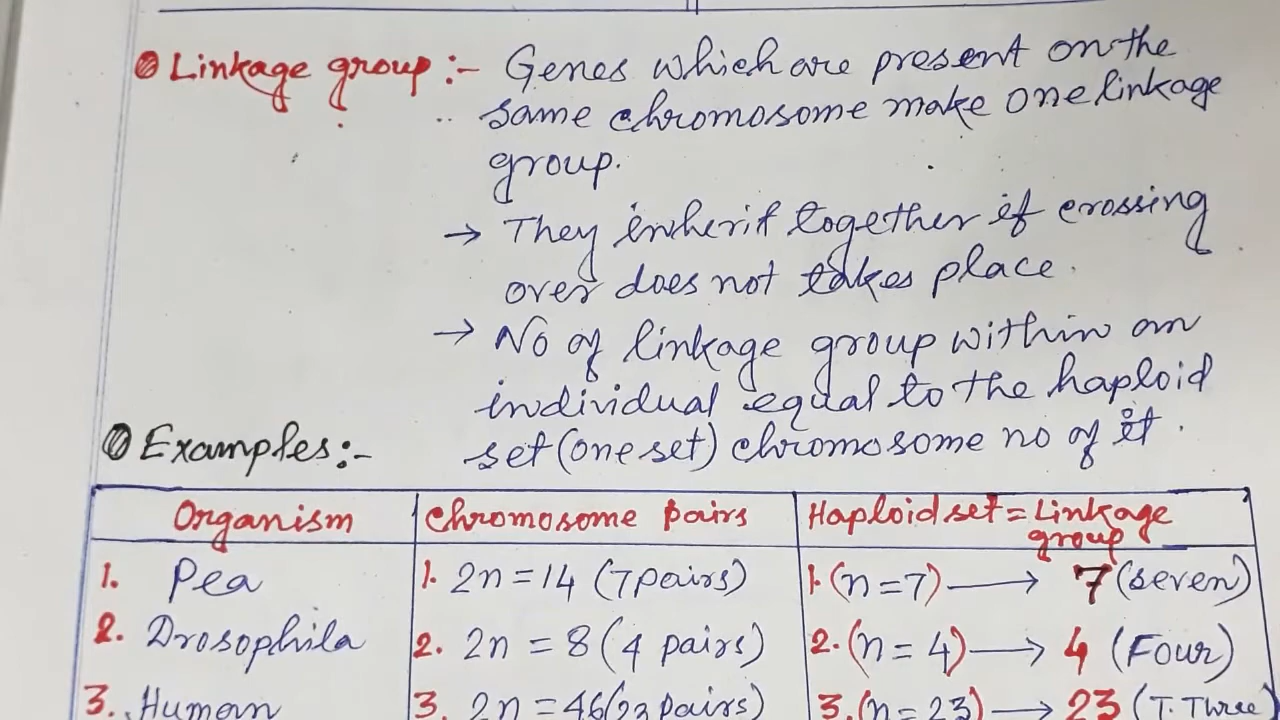 Linkage group :- Genes which are present on the
same chromosome make one linkage
group.
→ They inherit together if crossing
over does not takes place.
→ No of linkage group within an
individual equal to the haploid
set (one set) chromosome no of it.
Examples :-
Organism Chromosome pairs Haploid set = Linkage
group
1. Pea 1. 2n = 14 (7 pairs) 1. (n = 7) → 7 (seven)
2. Drosophila 2. 2n = 8 (4 pairs) 2. (n = 4) → 4 (Four)
3. Human 3. 2n = 46 (23 pairs) 3. (n = 23) → 23 (T. Three)